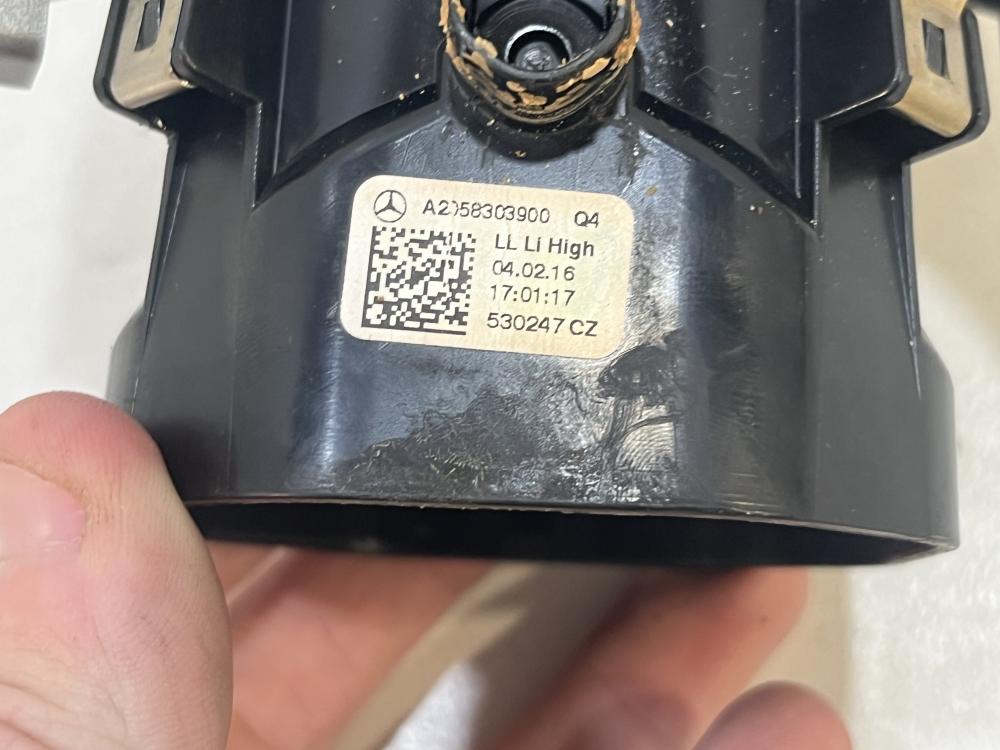 A2058303900 Q4
LL Li High
04.02.16
17:01:17
530247 CZ